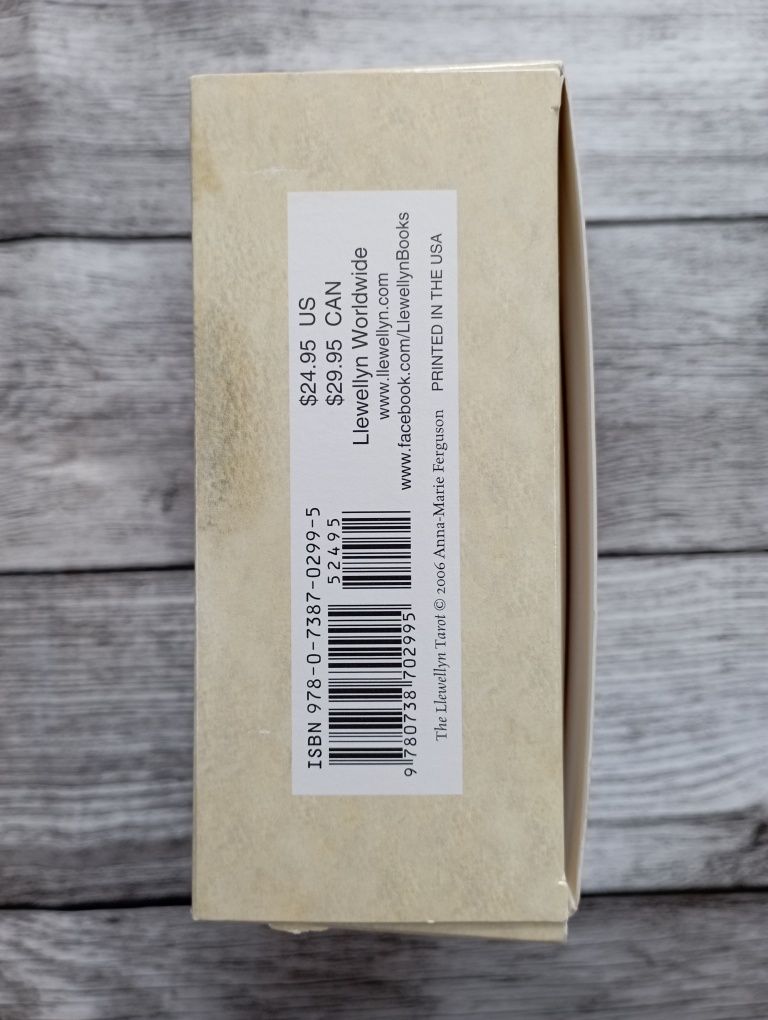 ISBN 978-0-7387-0299-5
52495
9 780738 702995
$24.95 US
$29.95 CAN
Llewellyn Worldwide
www.llewellyn.com
www.facebook.com/LlewellynBooks
The Llewellyn Tarot © 2006 Anna-Marie Ferguson PRINTED IN THE USA